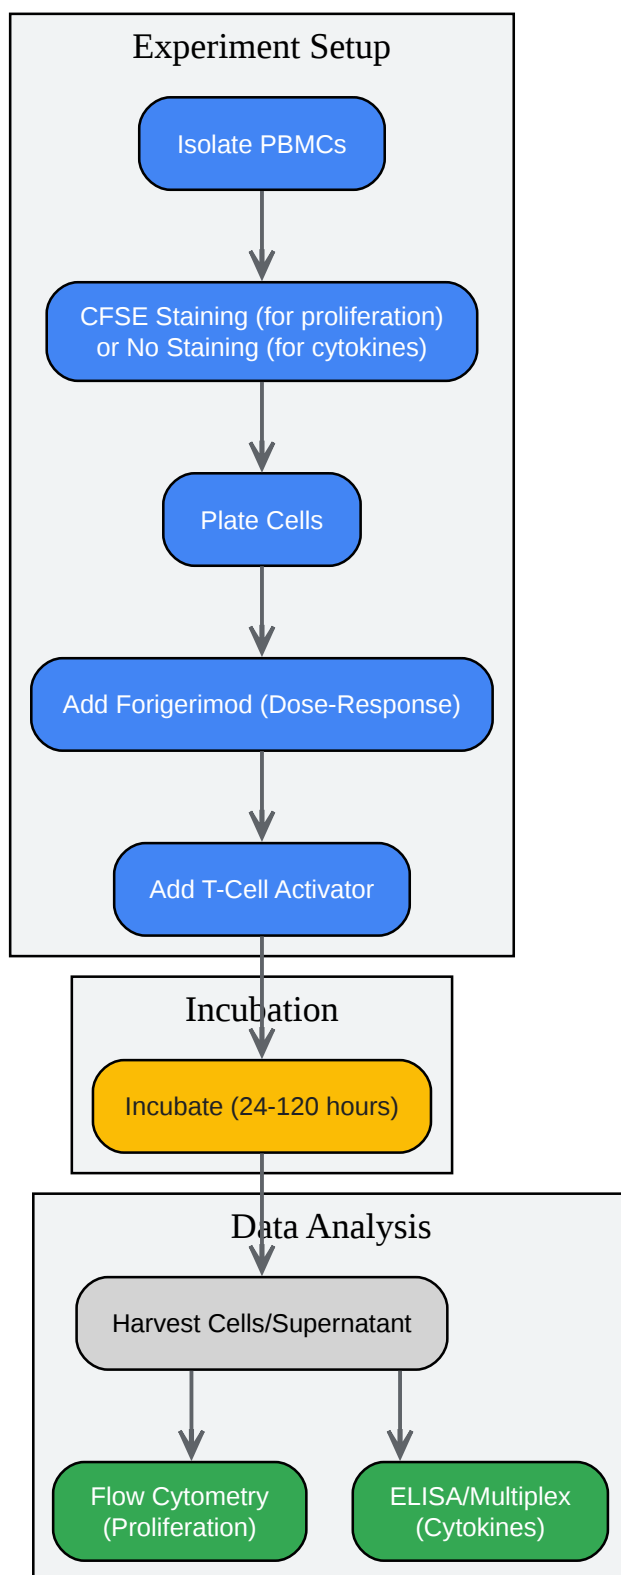 Experiment Setup
Isolate PBMCs
CFSE Staining (for proliferation)
or No Staining (for cytokines)
Plate Cells
Add Forigerimod (Dose-Response)
Add T-Cell Activator
Incubation
Incubate (24-120 hours)
Data Analysis
Harvest Cells/Supernatant
Flow Cytometry
(Proliferation)
ELISA/Multiplex
(Cytokines)